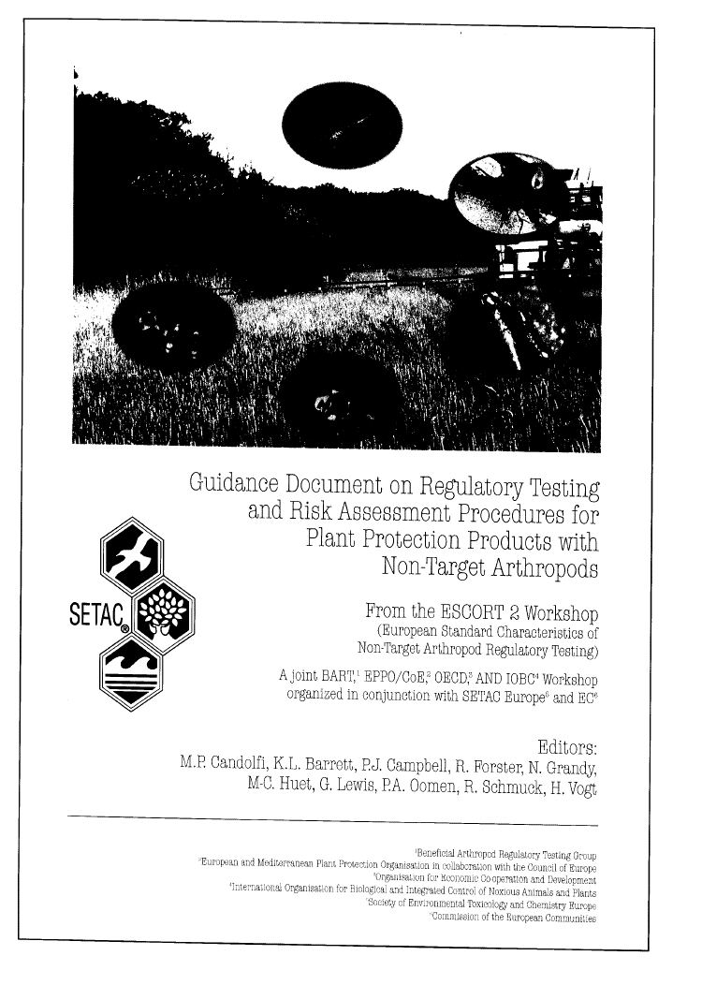 Guidance Document on Regulatory Testing
and Risk Assessment Procedures for
Plant Protection Products with
Non-Target Arthropods
SETAC®
From the ESCORT 2 Workshop
(European Standard Characteristics of
Non-Target Arthropod Regulatory Testing)
A joint BART,¹ EPPO/CoE,² OECD,³ AND IOBC⁴ Workshop
organized in conjunction with SETAC Europe⁵ and EC⁶
Editors:
M.P. Candolfi, K.L. Barrett, P.J. Campbell, R. Forster, N. Grandy,
M-C. Huet, G. Lewis, P.A. Oomen, R. Schmuck, H. Vogt
¹Beneficial Arthropod Regulatory Testing Group
²European and Mediterranean Plant Protection Organisation in collaboration with the Council of Europe
³Organisation for Economic Co-operation and Development
⁴International Organisation for Biological and Integrated Control of Noxious Animals and Plants
⁵Society of Environmental Toxicology and Chemistry Europe
⁶Commission of the European Communities